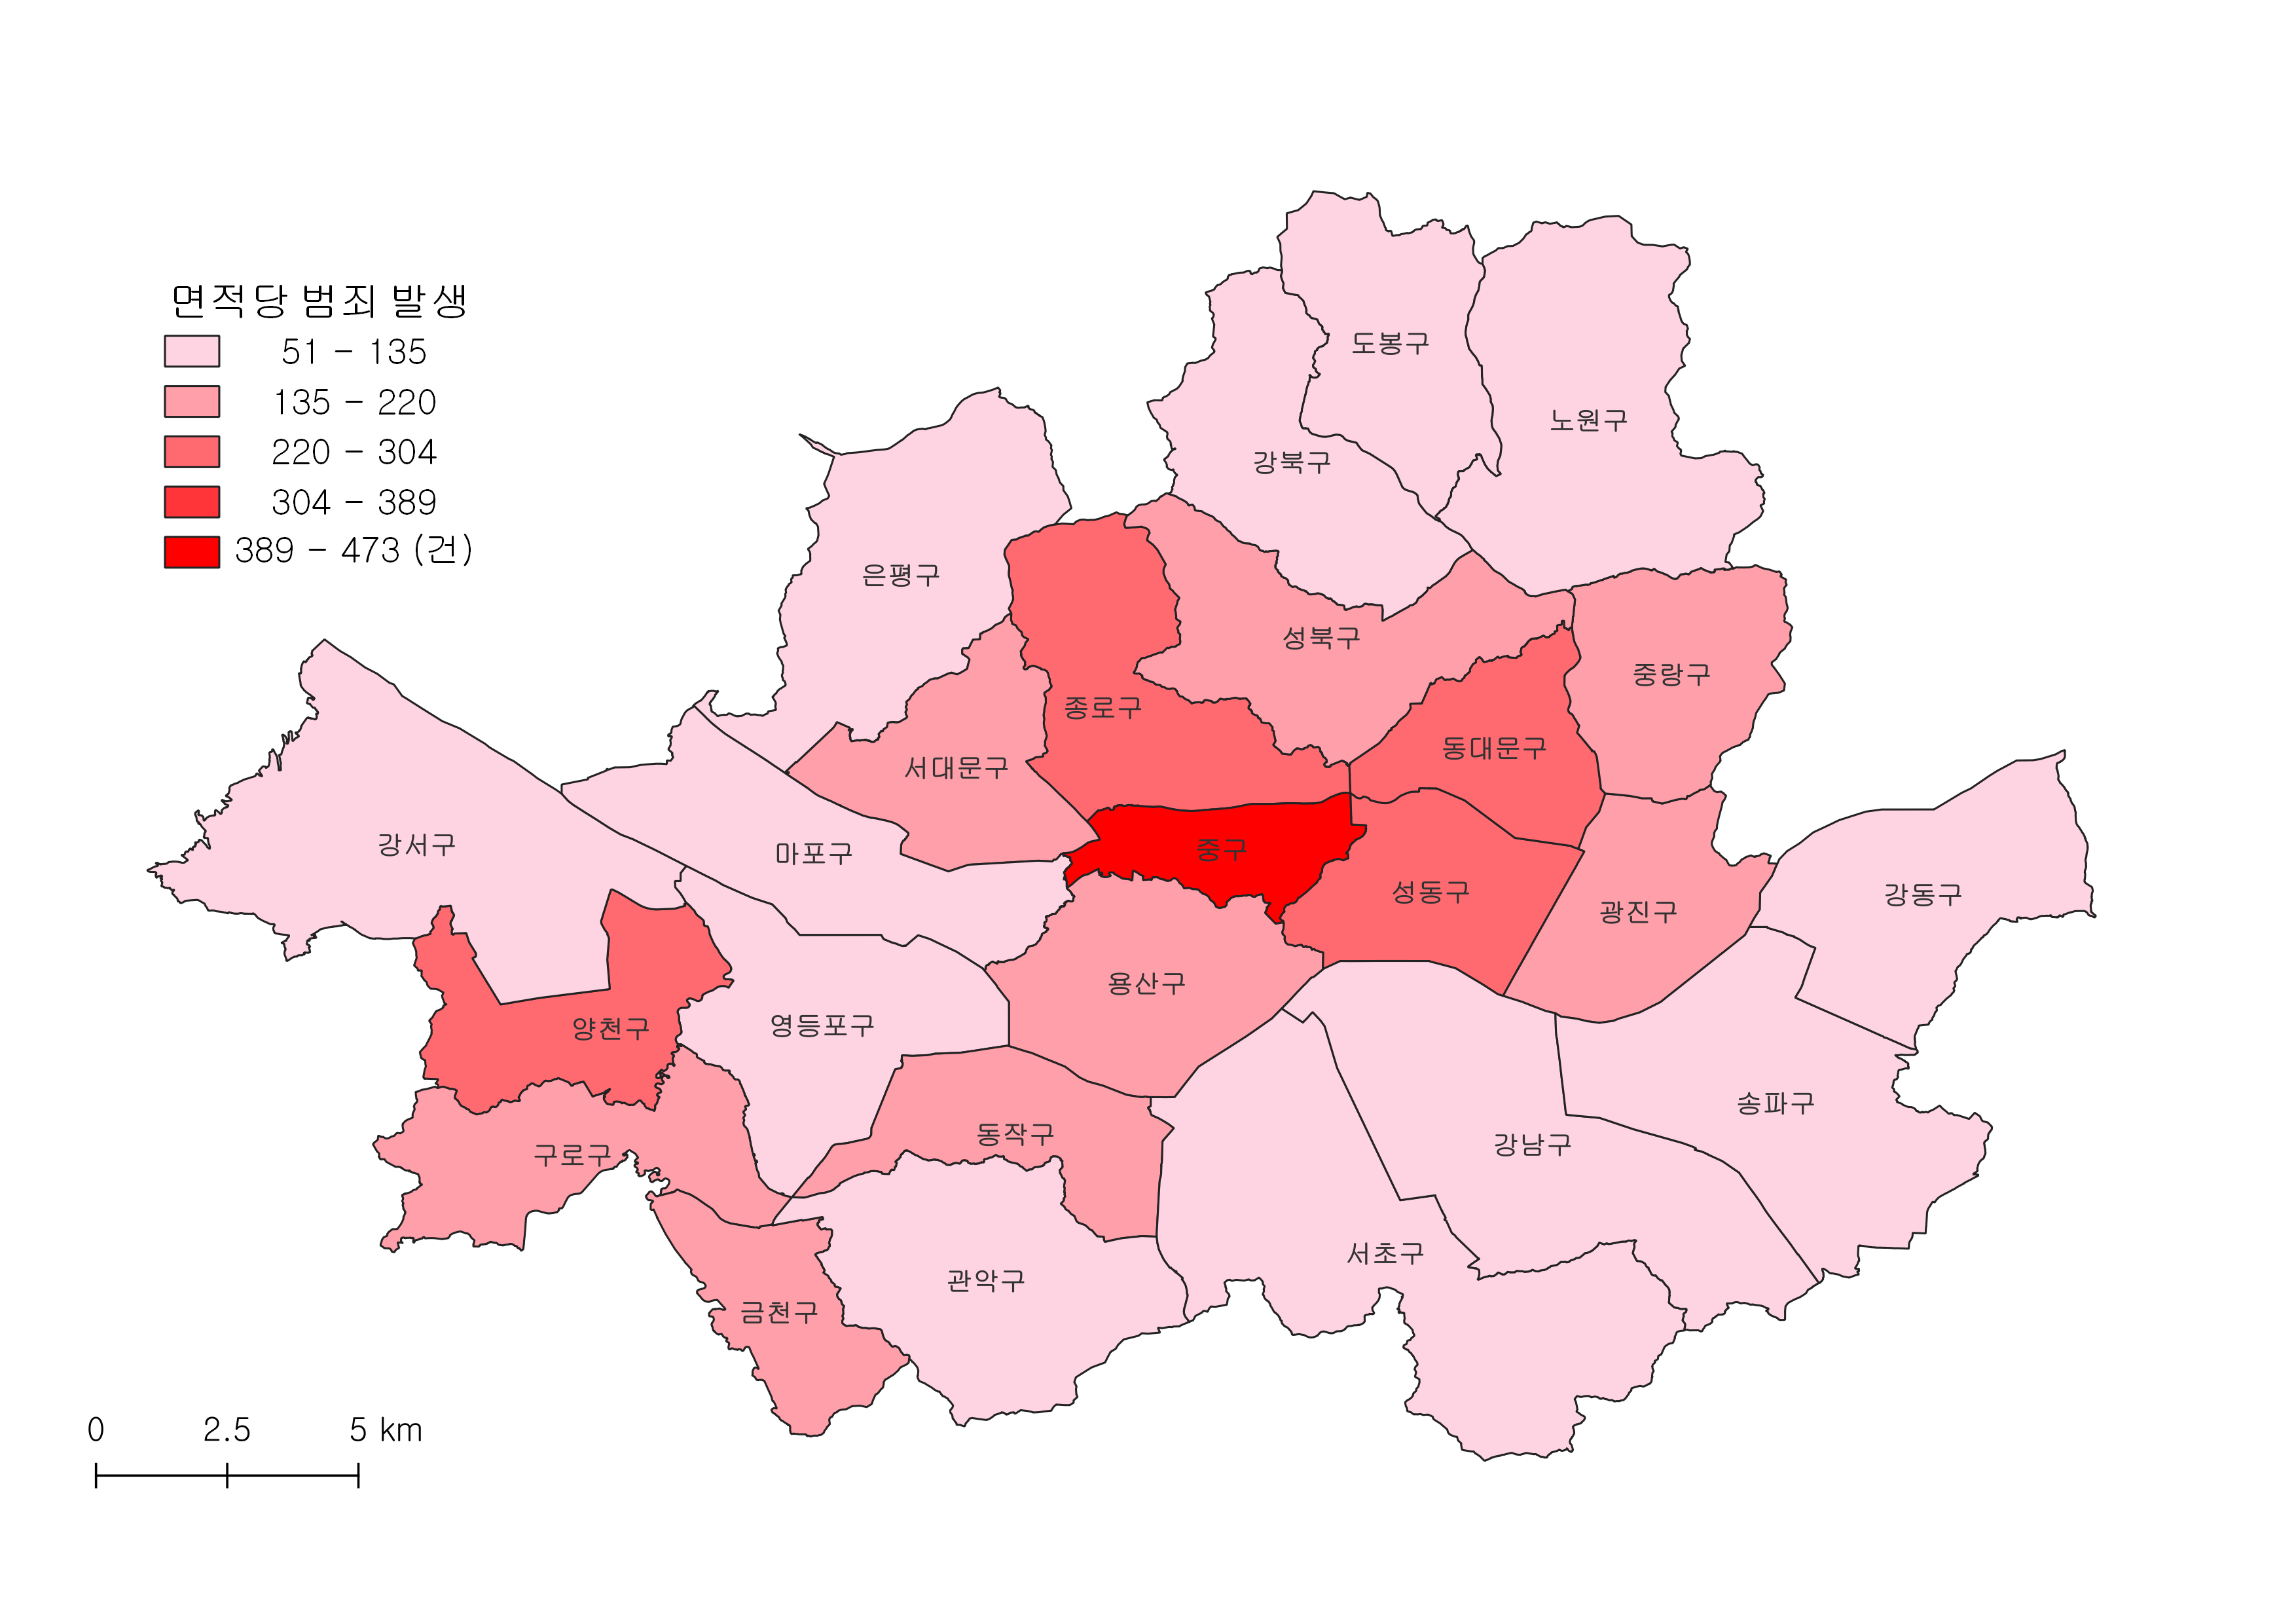 면적당 범죄 발생
51 - 135
135 - 220
220 - 304
304 - 389
389 - 473 (건)
도봉구
노원구
강북구
은평구
성북구
중랑구
종로구
동대문구
서대문구
강서구
마포구
중구
성동구
강동구
광진구
용산구
양천구
영등포구
송파구
동작구
강남구
구로구
서초구
관악구
금천구
0 2.5 5 km